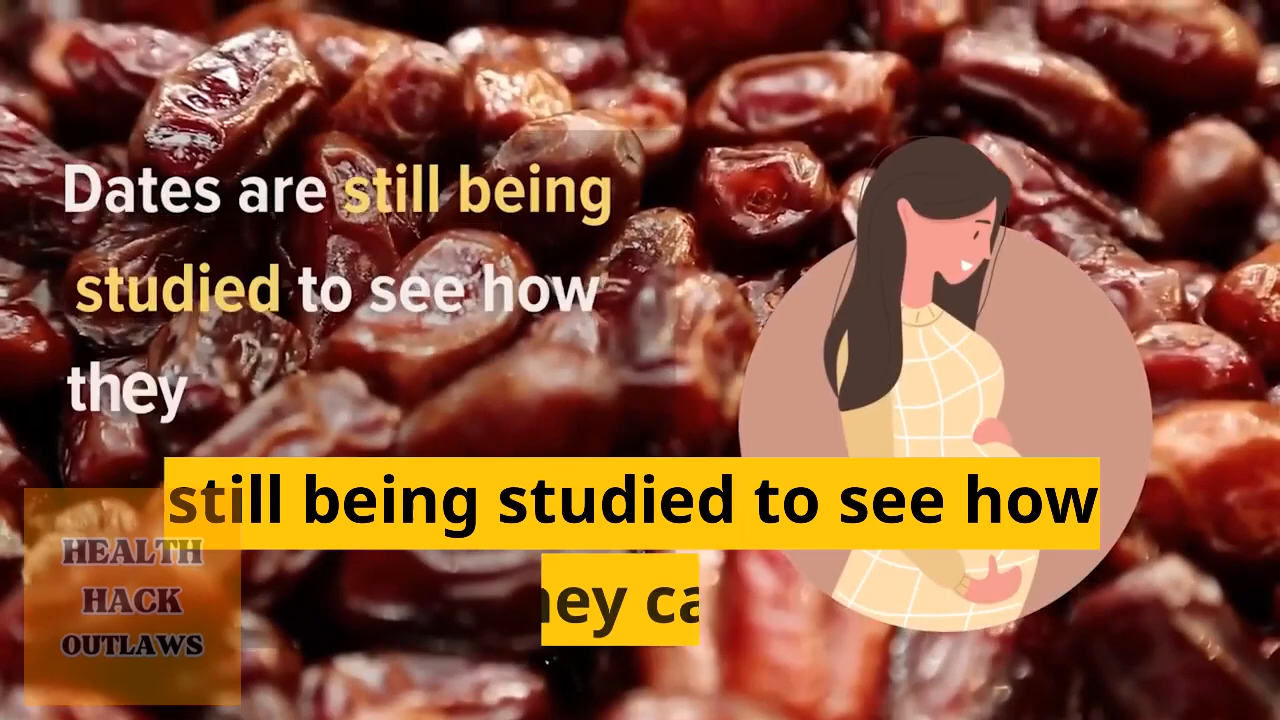 Dates are still being
studied to see how
they
still being studied to see how
HEALTH
HACK
OUTLAWS